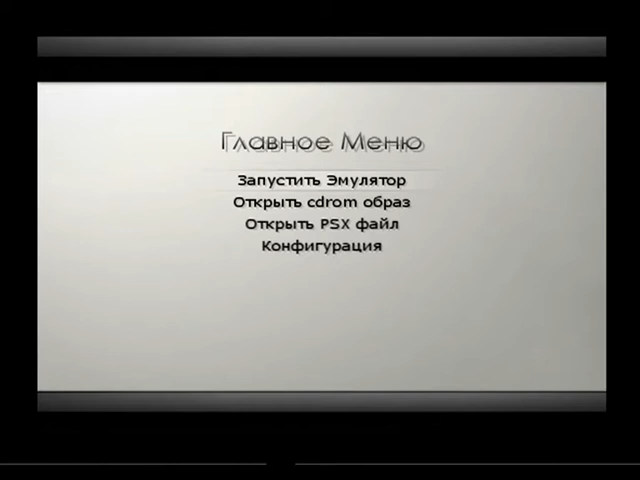 Главное Меню
Запустить Эмулятор
Открыть cdrom образ
Открыть PSX файл
Конфигурация